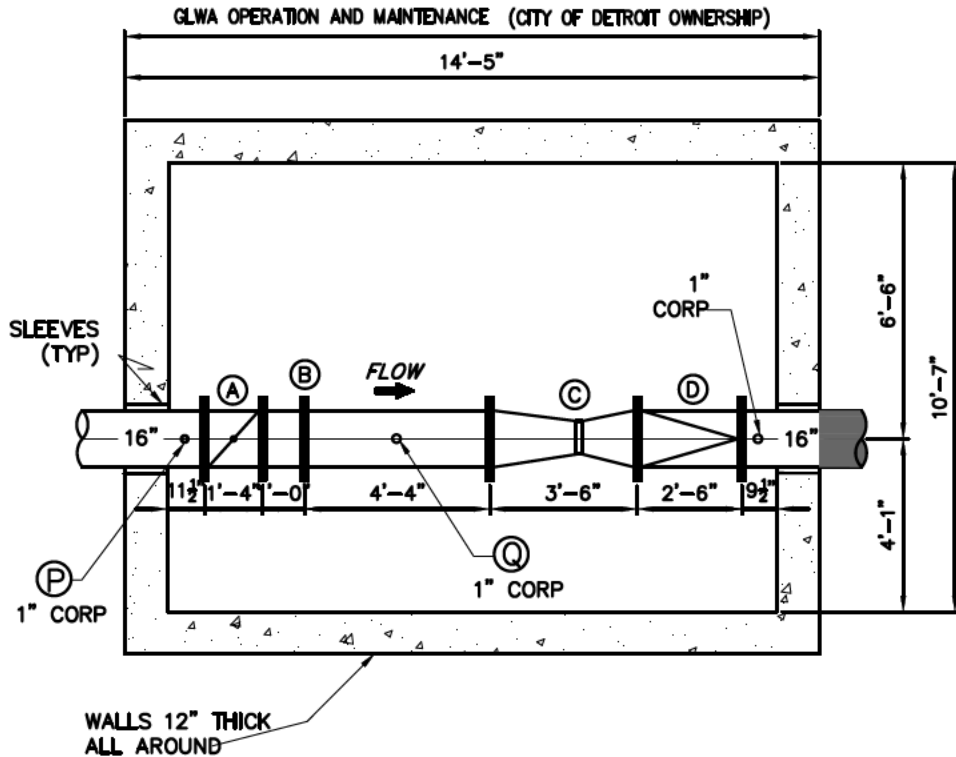 GLWA OPERATION AND MAINTENANCE (CITY OF DETROIT OWNERSHIP)
14'-5"
SLEEVES
(TYP)
1"
CORP
6'-6"
10'-7"
A
B
FLOW
C
D
16"
16"
11½"
1'-4"
1'-0"
4'-4"
3'-6"
2'-6"
9½"
4'-1"
P
1" CORP
Q
1" CORP
WALLS 12" THICK
ALL AROUND